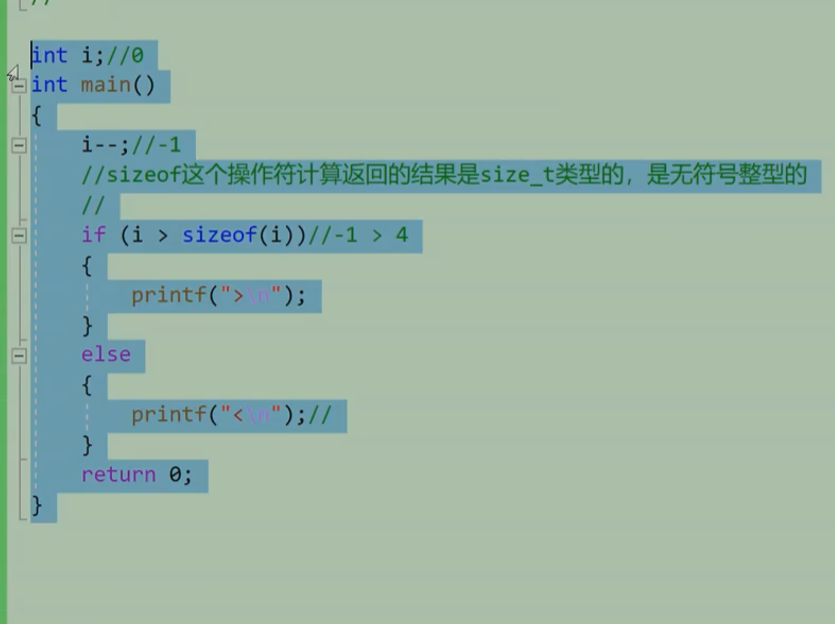 //
int i;//0
int main()
{
i--;//-1
//sizeof这个操作符计算返回的结果是size_t类型的，是无符号整型的
//
if (i > sizeof(i))//-1 > 4
{
printf(">\n");
}
else
{
printf("<\n");//
}
return 0;
}